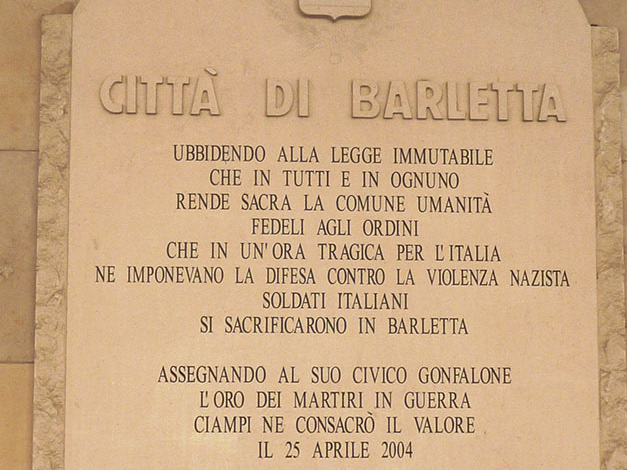 CITTÀ DI BARLETTA
UBBIDENDO ALLA LEGGE IMMUTABILE
CHE IN TUTTI E IN OGNUNO
RENDE SACRA LA COMUNE UMANITÀ
FEDELI AGLI ORDINI
CHE IN UN'ORA TRAGICA PER L'ITALIA
NE IMPONEVANO LA DIFESA CONTRO LA VIOLENZA NAZISTA
SOLDATI ITALIANI
SI SACRIFICARONO IN BARLETTA
ASSEGNANDO AL SUO CIVICO GONFALONE
L'ORO DEI MARTIRI IN GUERRA
CIAMPI NE CONSACRÒ IL VALORE
IL 25 APRILE 2004